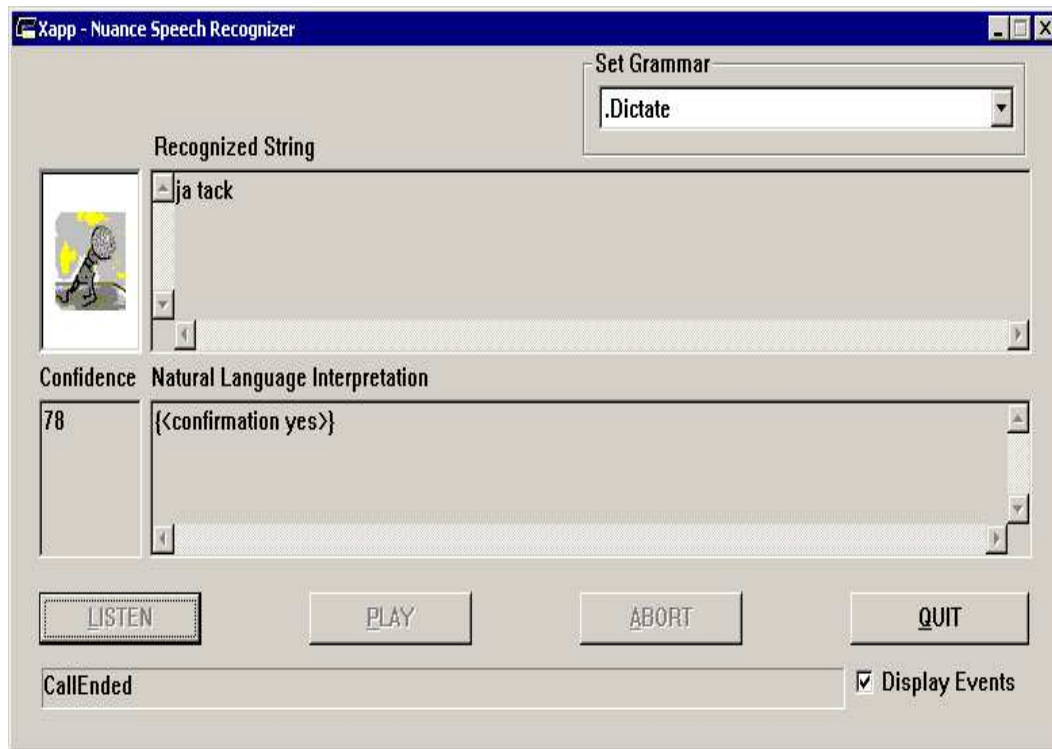 Xapp - Nuance Speech Recognizer
Set Grammar
.Dictate
Recognized String
ja tack
Confidence
Natural Language Interpretation
78
{<confirmation yes>}
LISTEN
PLAY
ABORT
QUIT
CallEnded
Display Events